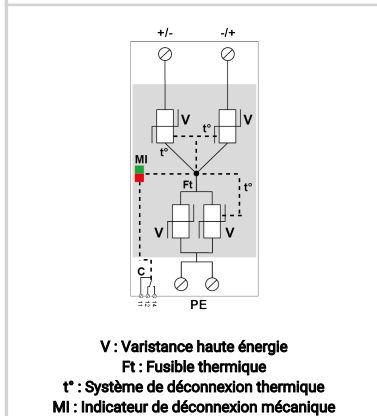 +/- -/+
V V
t°
t°
MI
Ft t°
V V
C
PE
V : Varistance haute énergie
Ft : Fusible thermique
t° : Système de déconnexion thermique
MI : Indicateur de déconnexion mécanique